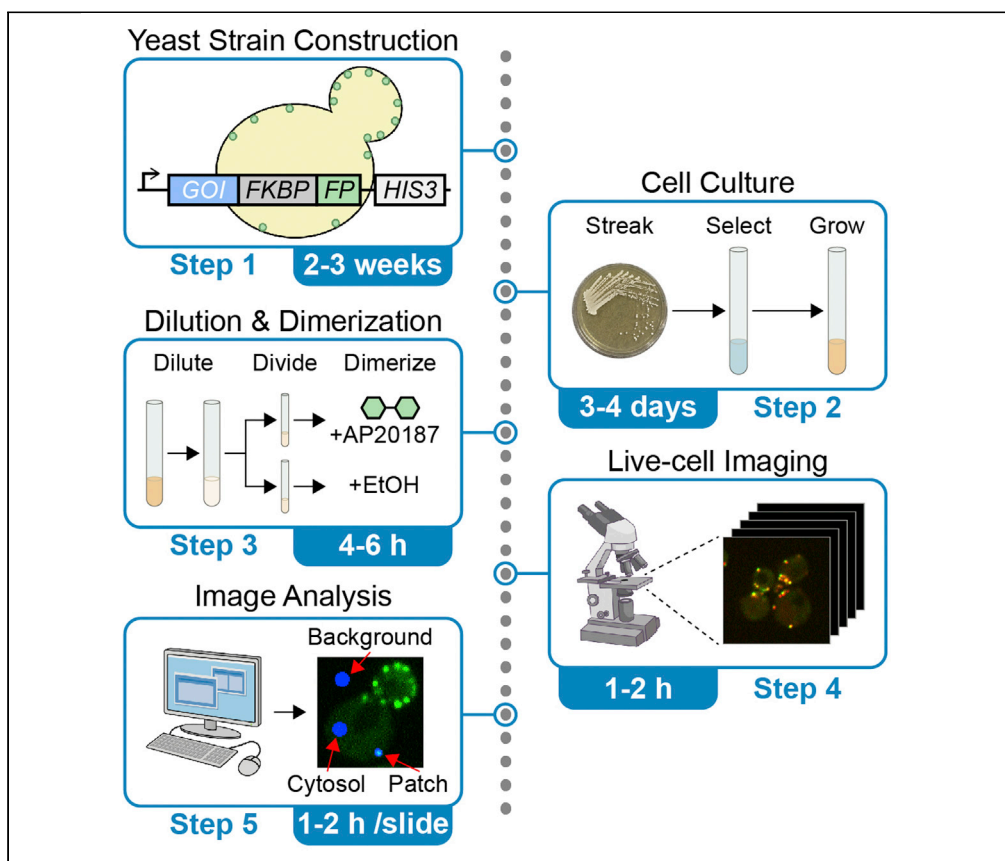 Yeast Strain Construction
GOI FKBP FP HIS3
Step 1 2-3 weeks
Cell Culture
Streak Select Grow
3-4 days Step 2
Dilution & Dimerization
Dilute Divide Dimerize
+AP20187
+EtOH
Step 3 4-6 h
Live-cell Imaging
1-2 h Step 4
Image Analysis
Background
Cytosol Patch
Step 5 1-2 h /slide